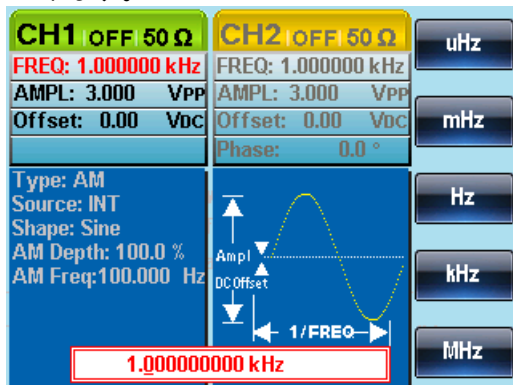 CH1 OFF 50 Ω
FREQ: 1.000000 kHz
AMPL: 3.000 VPP
Offset: 0.00 VDC
CH2 OFF 50 Ω
FREQ: 1.000000 kHz
AMPL: 3.000 VPP
Offset: 0.00 VDC
Phase: 0.0 °
Type: AM
Source: INT
Shape: Sine
AM Depth: 100.0 %
AM Freq:100.000 Hz
Ampl
DC Offset
1/FREQ
1.000000000 kHz
uHz
mHz
Hz
kHz
MHz